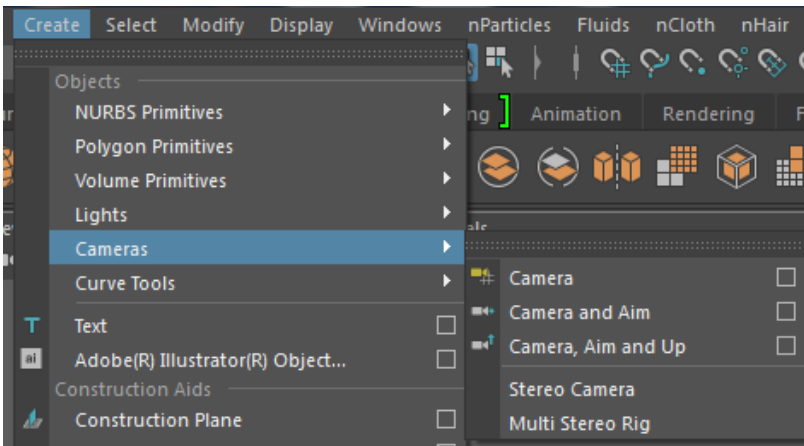 Create Select Modify Display Windows nParticles Fluids nCloth nHair
Objects
NURBS Primitives
Polygon Primitives
Volume Primitives
Lights
Cameras
Curve Tools
Text
Adobe(R) Illustrator(R) Object...
Construction Aids
Construction Plane
Animation Rendering
Camera
Camera and Aim
Camera, Aim and Up
Stereo Camera
Multi Stereo Rig